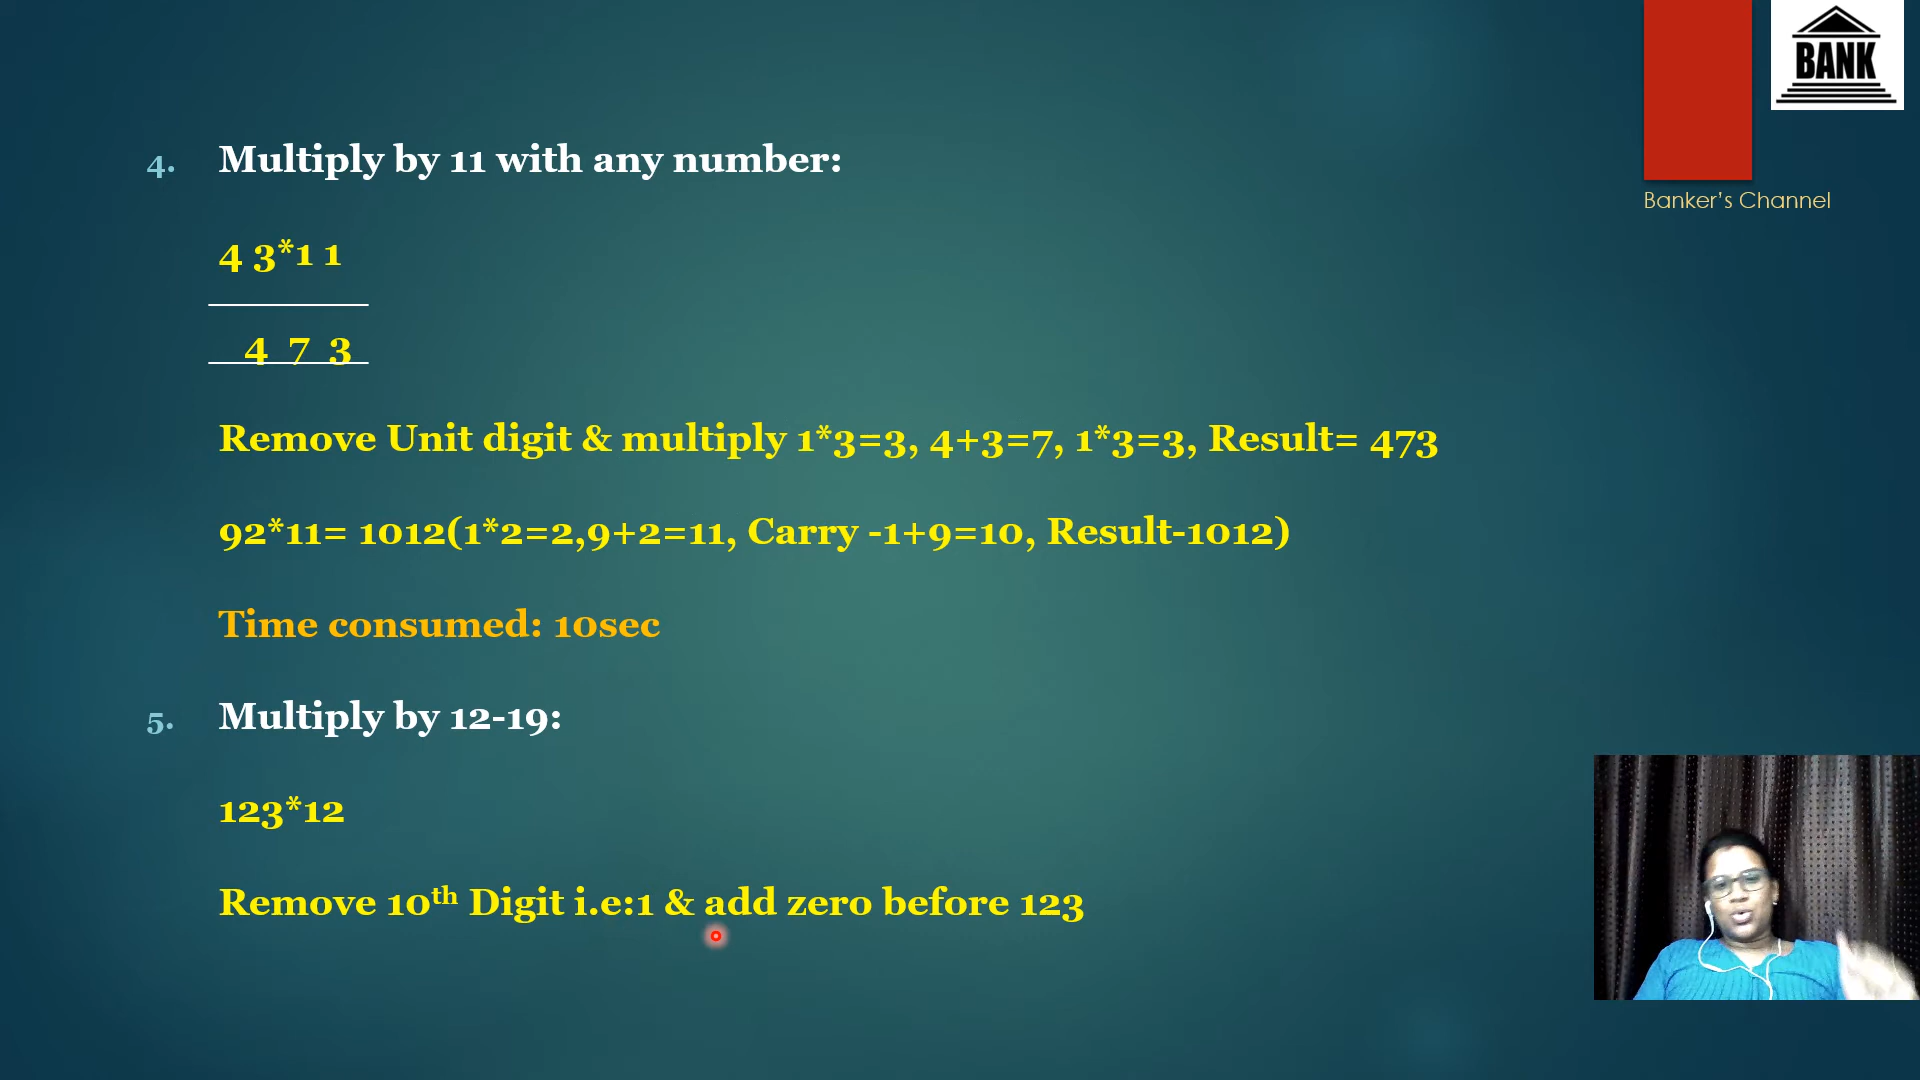 BANK
Banker's Channel
4. Multiply by 11 with any number:
4 3*1 1
4 7 3
Remove Unit digit & multiply 1*3=3, 4+3=7, 1*3=3, Result= 473
92*11= 1012(1*2=2,9+2=11, Carry -1+9=10, Result-1012)
Time consumed: 10sec
5. Multiply by 12-19:
123*12
Remove 10th Digit i.e:1 & add zero before 123